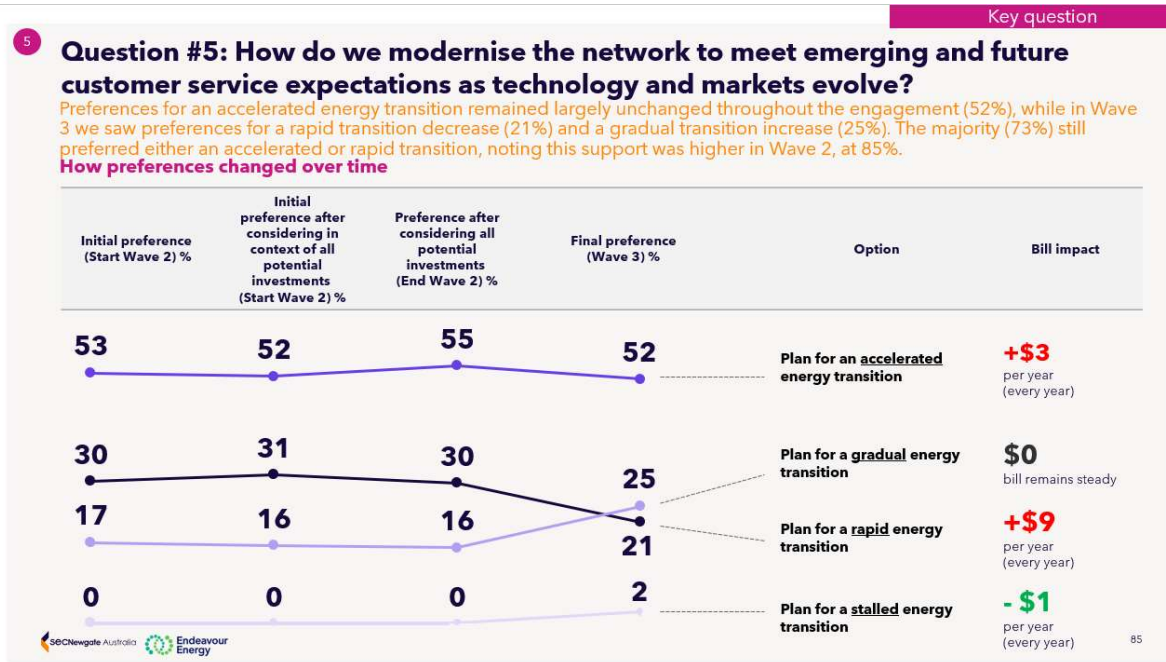 Key question
5
Question #5: How do we modernise the network to meet emerging and future
customer service expectations as technology and markets evolve?
Preferences for an accelerated energy transition remained largely unchanged throughout the engagement (52%), while in Wave
3 we saw preferences for a rapid transition decrease (21%) and a gradual transition increase (25%). The majority (73%) still
preferred either an accelerated or rapid transition, noting this support was higher in Wave 2, at 85%.
How preferences changed over time
Initial preference
(Start Wave 2) %
Initial
preference after
considering in
context of all
potential
investments
(Start Wave 2) %
Preference after
considering all
potential
investments
(End Wave 2) %
Final preference
(Wave 3) %
Option
Bill impact
53
52
55
52
Plan for an accelerated
energy transition
+$3
per year
(every year)
30
31
30
25
Plan for a gradual energy
transition
$0
bill remains steady
17
16
16
21
Plan for a rapid energy
transition
+$9
per year
(every year)
0
0
0
2
Plan for a stalled energy
transition
- $1
per year
(every year)
SECNewgate Australia
Endeavour
Energy
85